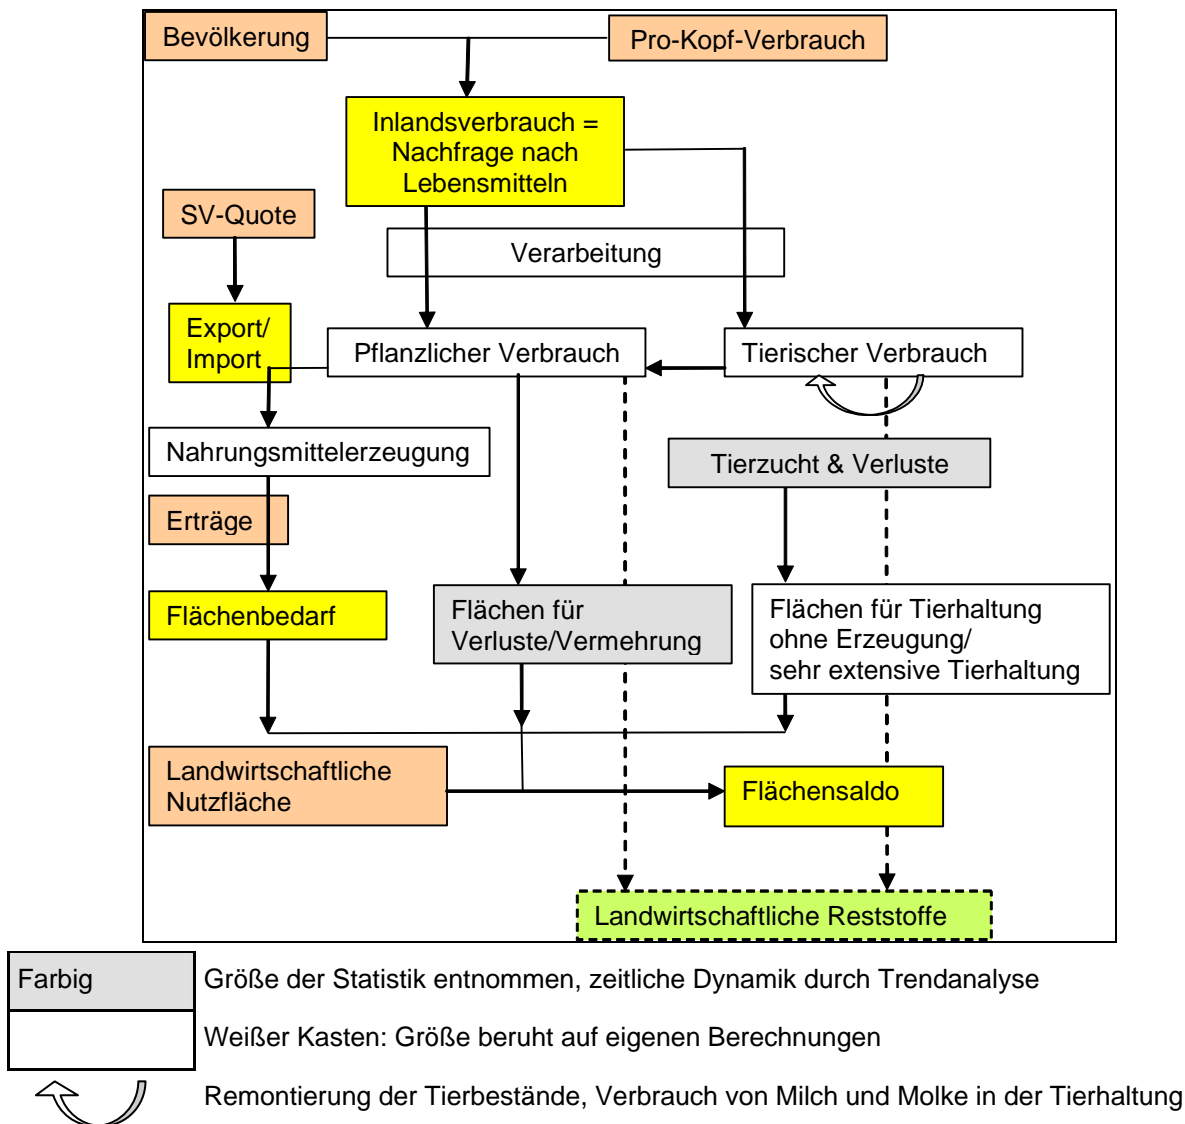 Bevölkerung
Pro-Kopf-Verbrauch
Inlandsverbrauch =
Nachfrage nach
Lebensmitteln
SV-Quote
Verarbeitung
Export/
Import
Pflanzlicher Verbrauch
Tierischer Verbrauch
Nahrungsmittelerzeugung
Tierzucht & Verluste
Erträge
Flächenbedarf
Flächen für
Verluste/Vermehrung
Flächen für Tierhaltung
ohne Erzeugung/
sehr extensive Tierhaltung
Landwirtschaftliche
Nutzfläche
Flächensaldo
Landwirtschaftliche Reststoffe
Farbig
Größe der Statistik entnommen, zeitliche Dynamik durch Trendanalyse
Weißer Kasten: Größe beruht auf eigenen Berechnungen
Remontierung der Tierbestände, Verbrauch von Milch und Molke in der Tierhaltung